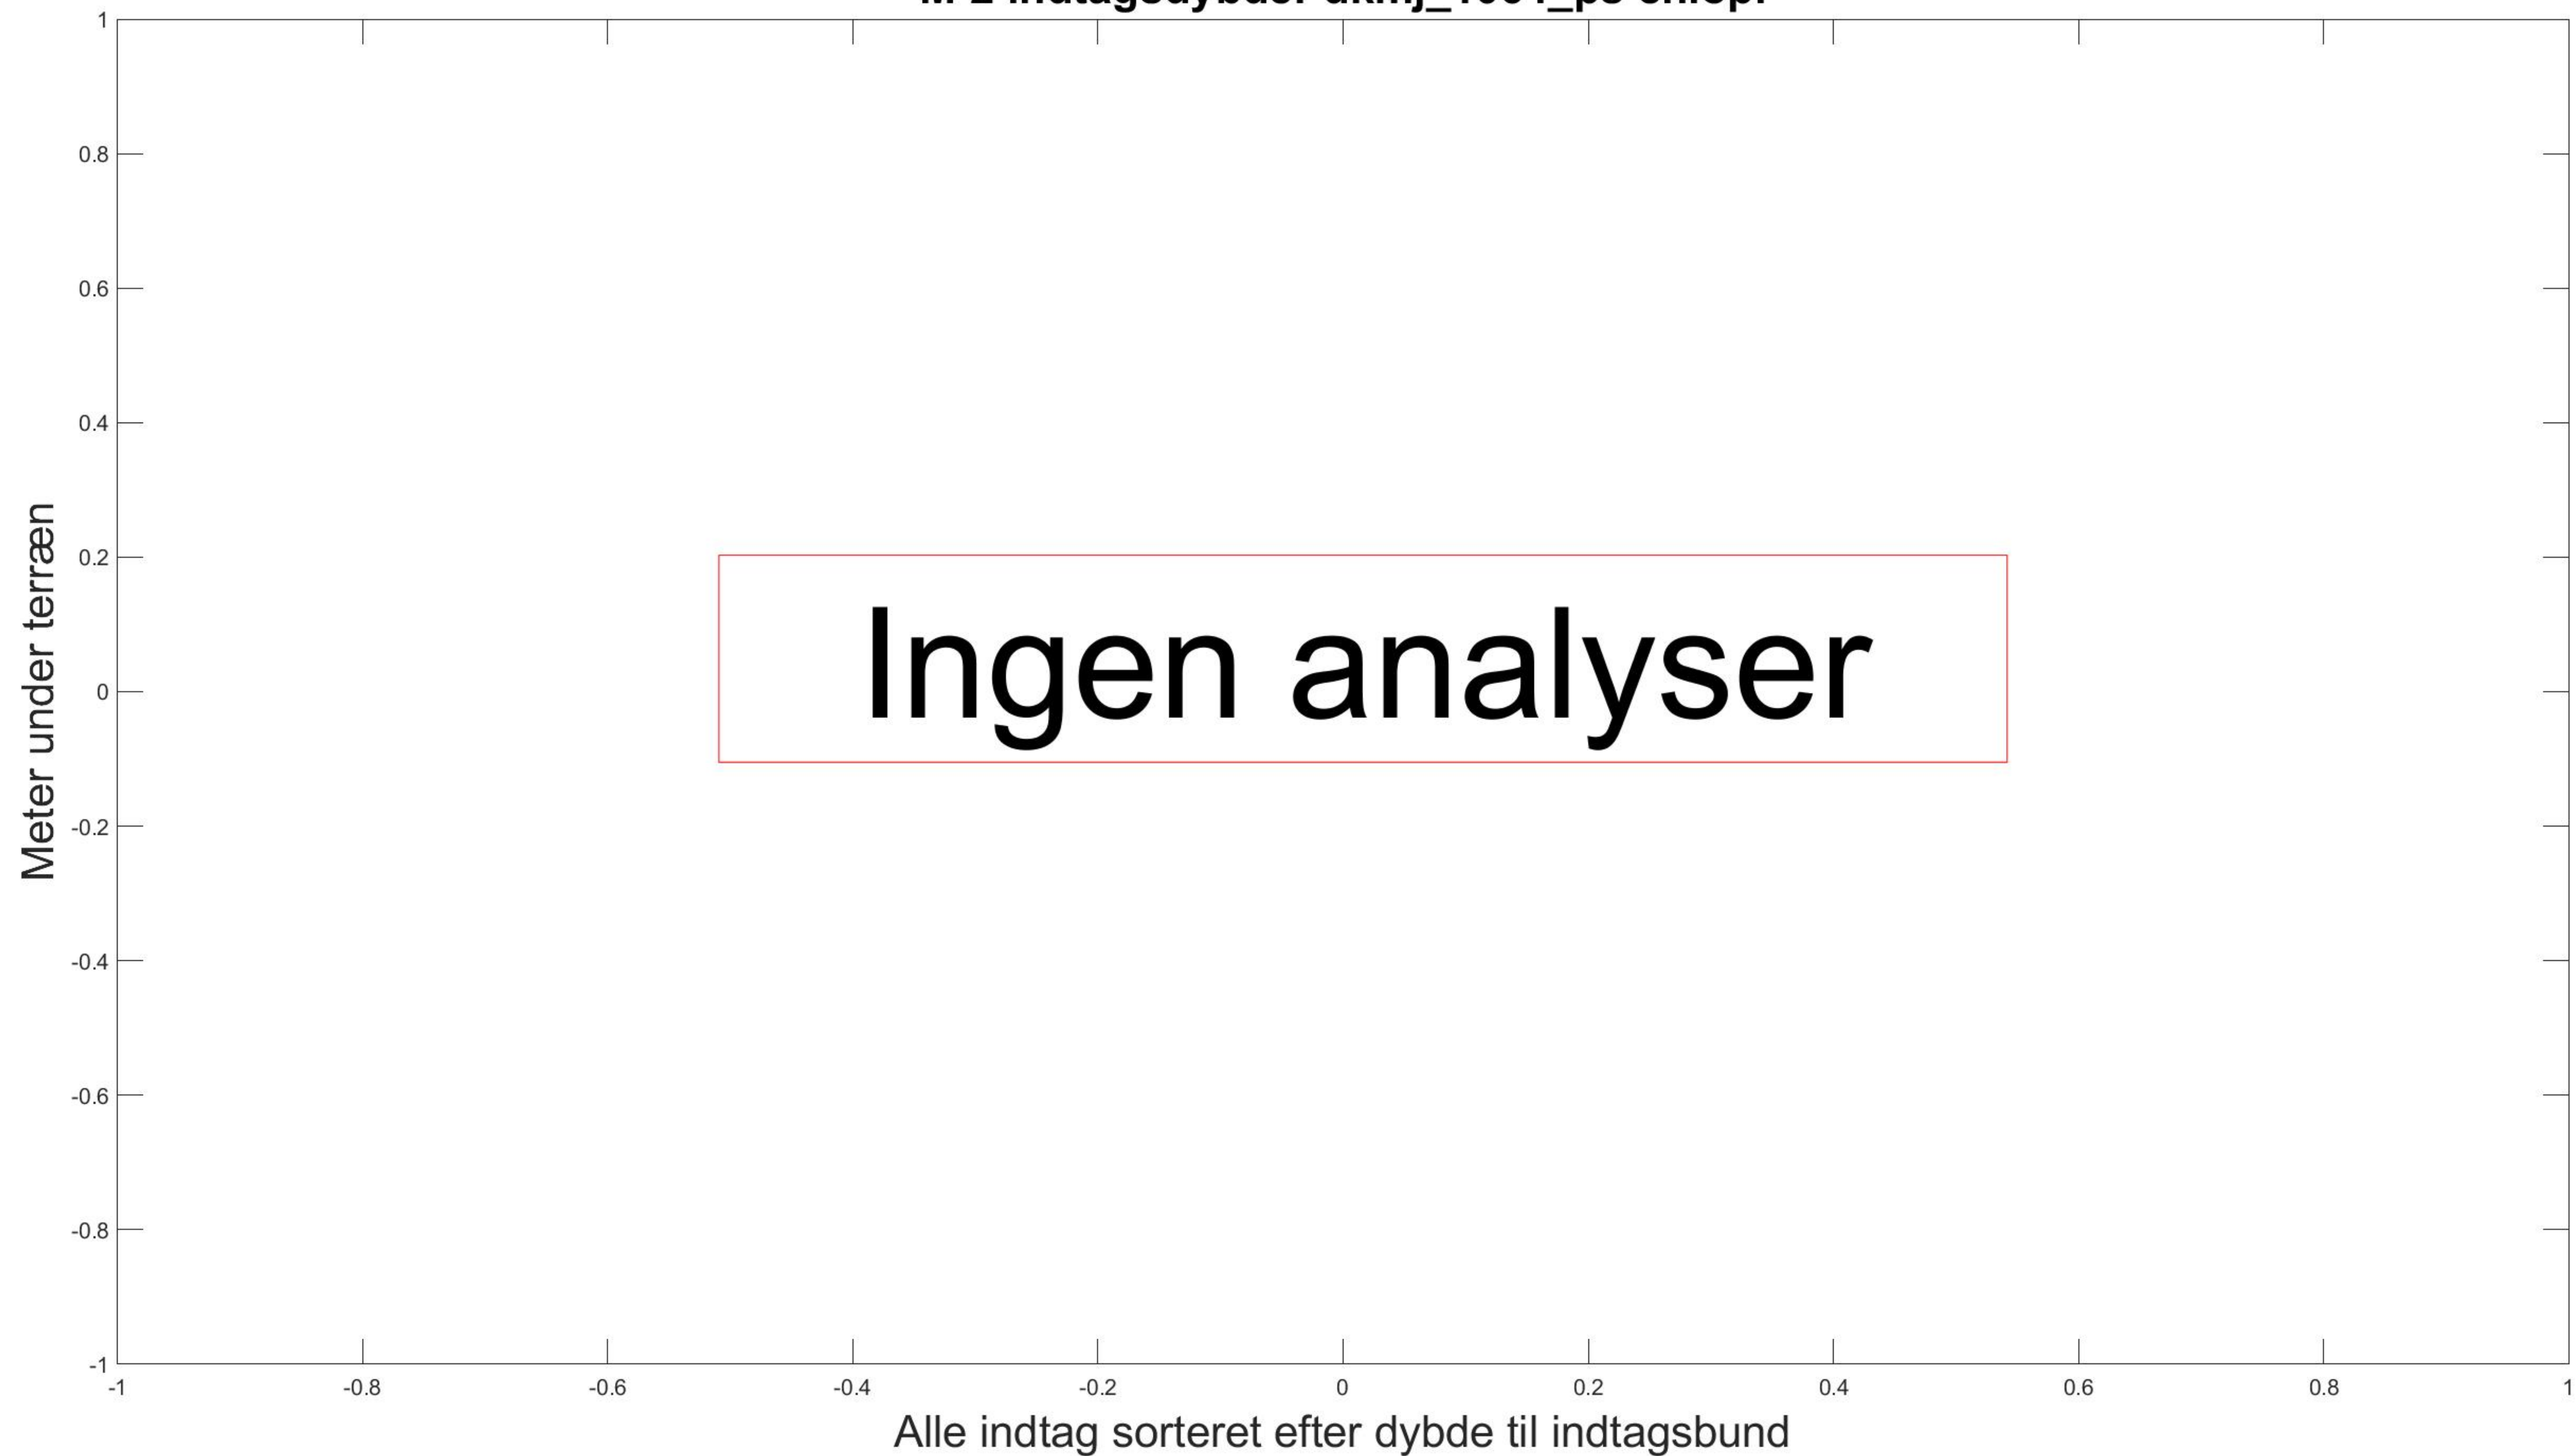 1
0.8
0.6
0.4
0.2
0
-0.2
-0.4
-0.6
-0.8
-1
Meter under terræn
Ingen analyser
-1 -0.8 -0.6 -0.4 -0.2 0 0.2 0.4 0.6 0.8 1
Alle indtag sorteret efter dybde til indtagsbund